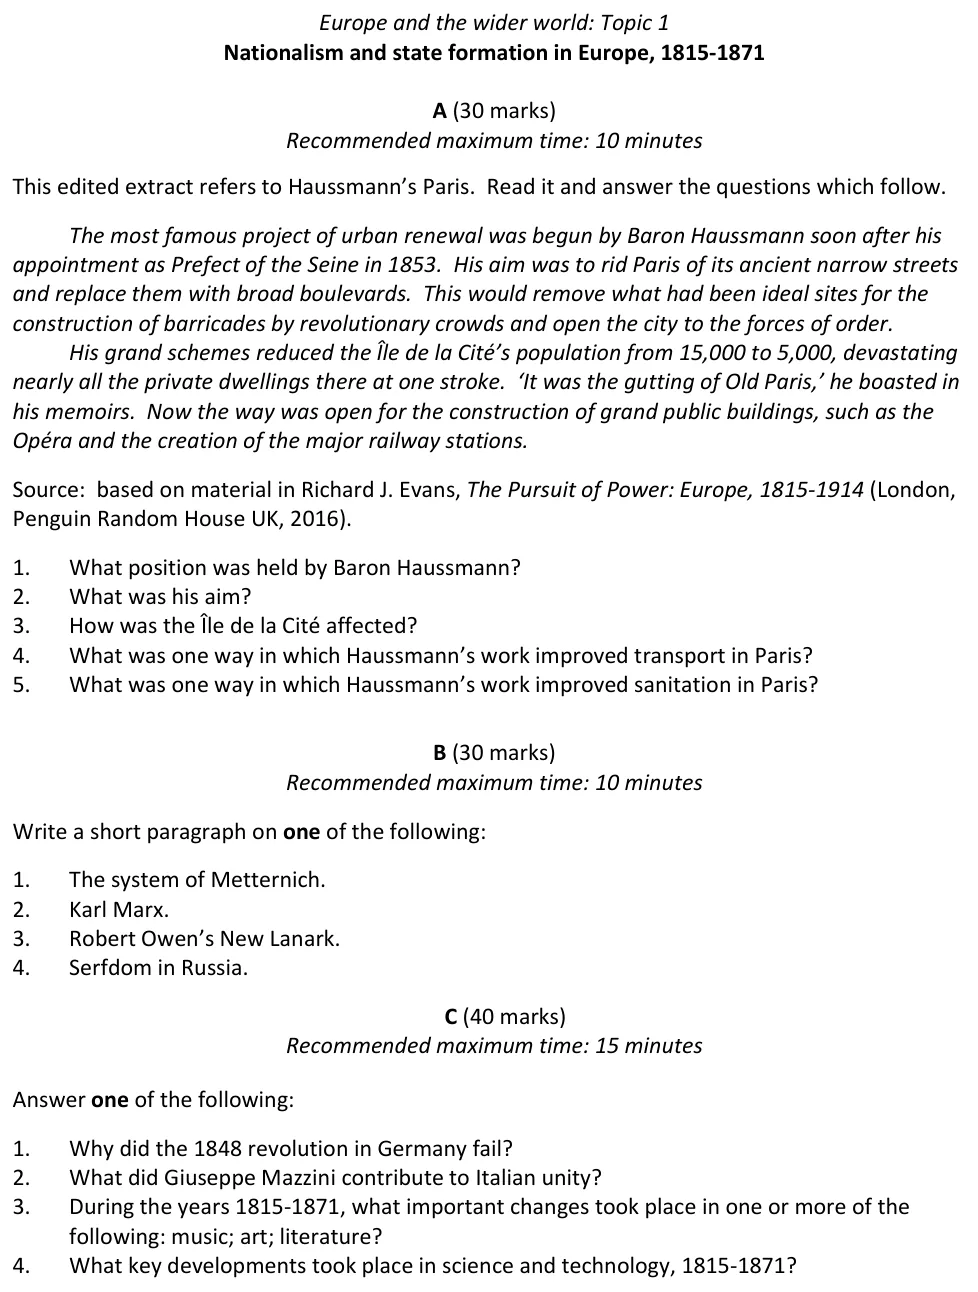 Europe and the wider world: Topic 1
Nationalism and state formation in Europe, 1815-1871
A (30 marks)
Recommended maximum time: 10 minutes
This edited extract refers to Haussmann’s Paris.  Read it and answer the questions which follow.
The most famous project of urban renewal was begun by Baron Haussmann soon after his
appointment as Prefect of the Seine in 1853.  His aim was to rid Paris of its ancient narrow streets
and replace them with broad boulevards.  This would remove what had been ideal sites for the
construction of barricades by revolutionary crowds and open the city to the forces of order.
His grand schemes reduced the Île de la Cité’s population from 15,000 to 5,000, devastating
nearly all the private dwellings there at one stroke.  ‘It was the gutting of Old Paris,’ he boasted in
his memoirs.  Now the way was open for the construction of grand public buildings, such as the
Opéra and the creation of the major railway stations.
Source:  based on material in Richard J. Evans, The Pursuit of Power: Europe, 1815-1914 (London,
Penguin Random House UK, 2016).
1. What position was held by Baron Haussmann?
2. What was his aim?
3. How was the Île de la Cité affected?
4. What was one way in which Haussmann’s work improved transport in Paris?
5. What was one way in which Haussmann’s work improved sanitation in Paris?
B (30 marks)
Recommended maximum time: 10 minutes
Write a short paragraph on one of the following:
1. The system of Metternich.
2. Karl Marx.
3. Robert Owen’s New Lanark.
4. Serfdom in Russia.
C (40 marks)
Recommended maximum time: 15 minutes
Answer one of the following:
1. Why did the 1848 revolution in Germany fail?
2. What did Giuseppe Mazzini contribute to Italian unity?
3. During the years 1815-1871, what important changes took place in one or more of the
following: music; art; literature?
4. What key developments took place in science and technology, 1815-1871?